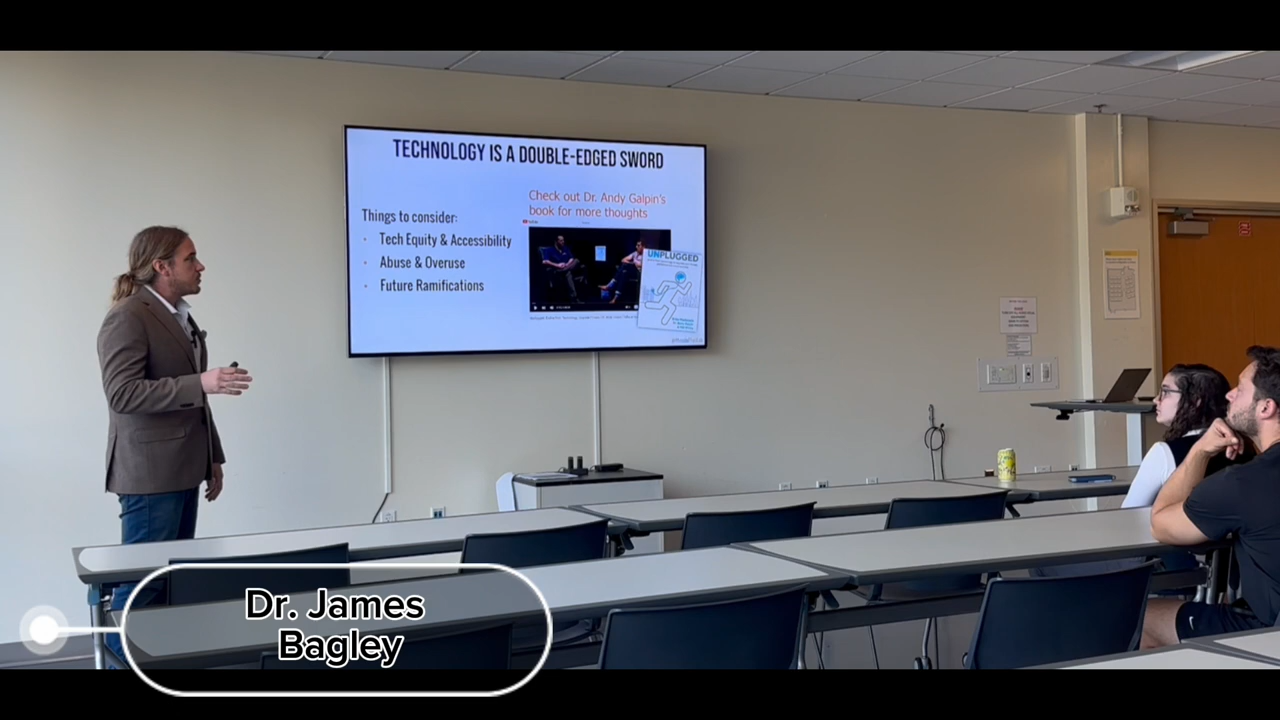 TECHNOLOGY IS A DOUBLE-EDGED SWORD
Check out Dr. Andy Galpin's
book for more thoughts
Things to consider:
Tech Equity & Accessibility
Abuse & Overuse
Future Ramifications
UNPLUGGED
Dr. James
Bagley